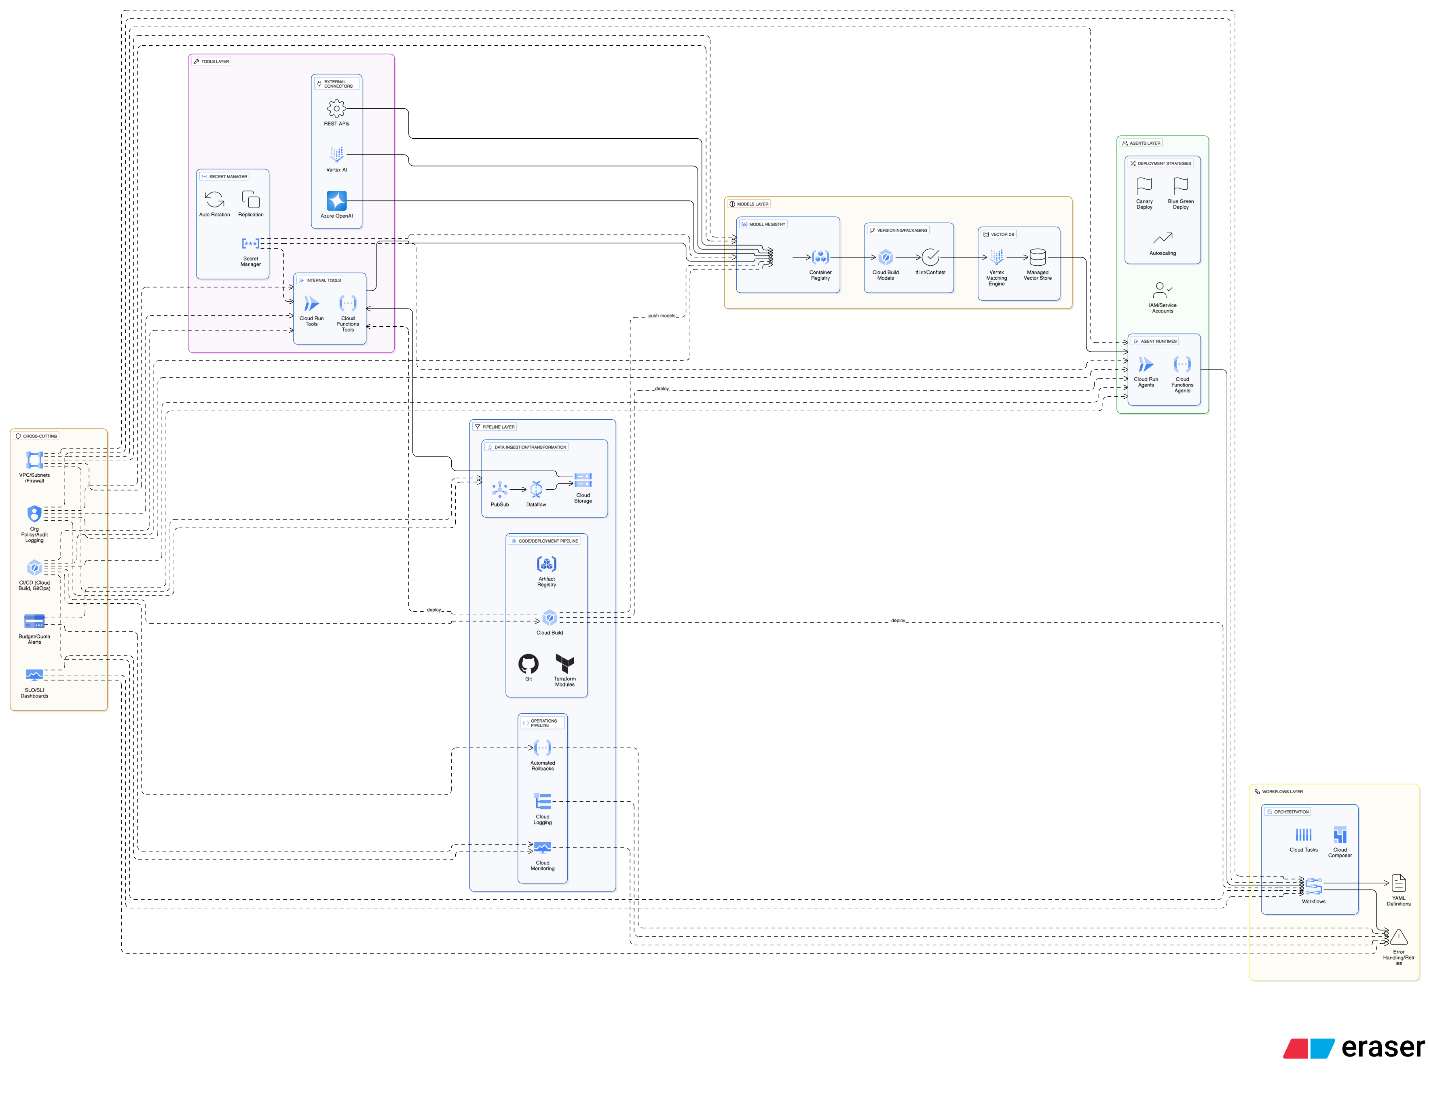 TOOLS LAYER
EXTERNAL
CONNECTORS
REST APIs
Vertex AI
Azure OpenAI
SECRET MANAGER
Auto Rotation
Replication
Secret
Manager
INTERNAL TOOLS
Cloud Run
Tools
Cloud
Functions
Tools
MODELS LAYER
MODEL REGISTRY
Container
Registry
VERSIONING/PACKAGING
Cloud Build
Models
VECTOR DB
Vertex
Matching
Engine
Managed
Vector Store
push models
AGENTS LAYER
DEPLOYMENT STRATEGIES
Canary
Deploy
Blue Green
Deploy
Autoscaling
IAM/Service
Accounts
AGENT RUNTIMES
Cloud Run
Agents
Cloud
Functions
Agents
deploy
CROSS-CUTTING
VPC/Subnets
/Firewall
Org
Policy/Audit
Logging
CI/CD (Cloud
Build, GitOps)
Budget/Quota
Alerts
SLO/SLI
Dashboards
PIPELINE LAYER
DATA INGESTION/TRANSFORMATION
PubSub
Dataflow
Cloud
Storage
CODE/DEPLOYMENT PIPELINE
Artifact
Registry
deploy
Cloud Build
deploy
Git
Terraform
Modules
OPERATIONS
PIPELINE
Automated
Rollbacks
Cloud
Logging
Cloud
Monitoring
WORKFLOWS LAYER
ORCHESTRATION
Cloud Tasks
Cloud
Composer
Workflows
YAML
Definitions
Error
Handling/Retr
ies
eraser